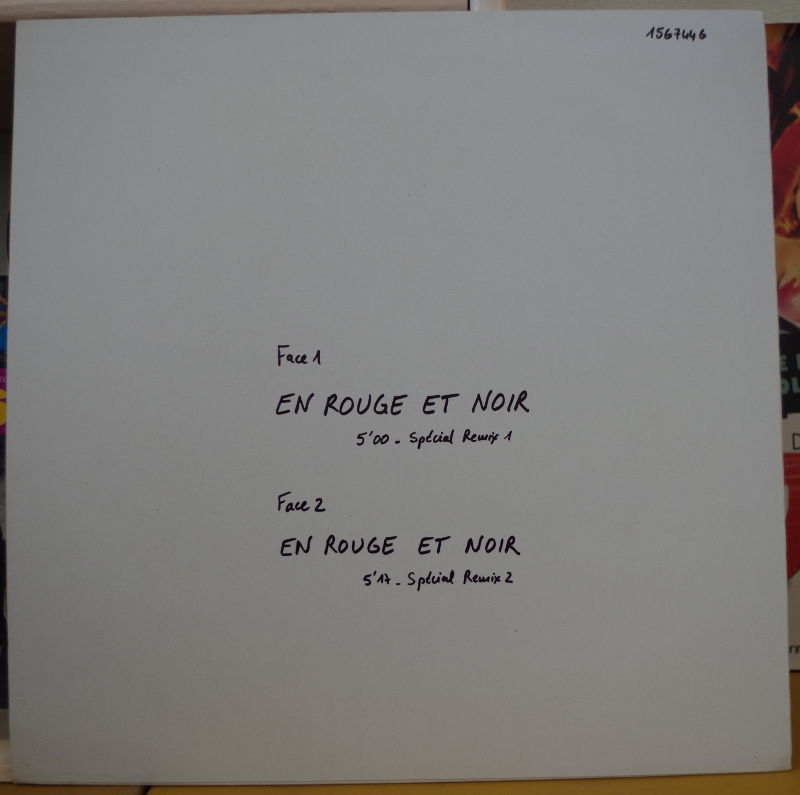 1567446
Face 1
EN ROUGE ET NOIR
5'00 - Spécial Remix 1
Face 2
EN ROUGE ET NOIR
5'17 - Spécial Remix 2